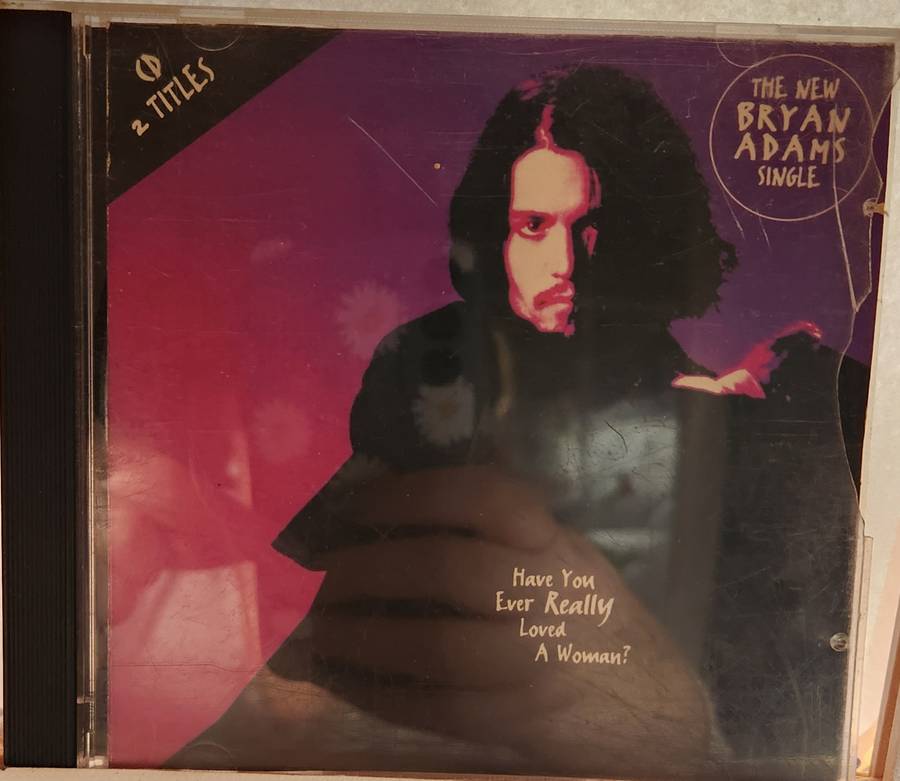 CD
2 TITLES
THE NEW
BRYAN
ADAMS
SINGLE
Have You
Ever Really
Loved
A Woman?